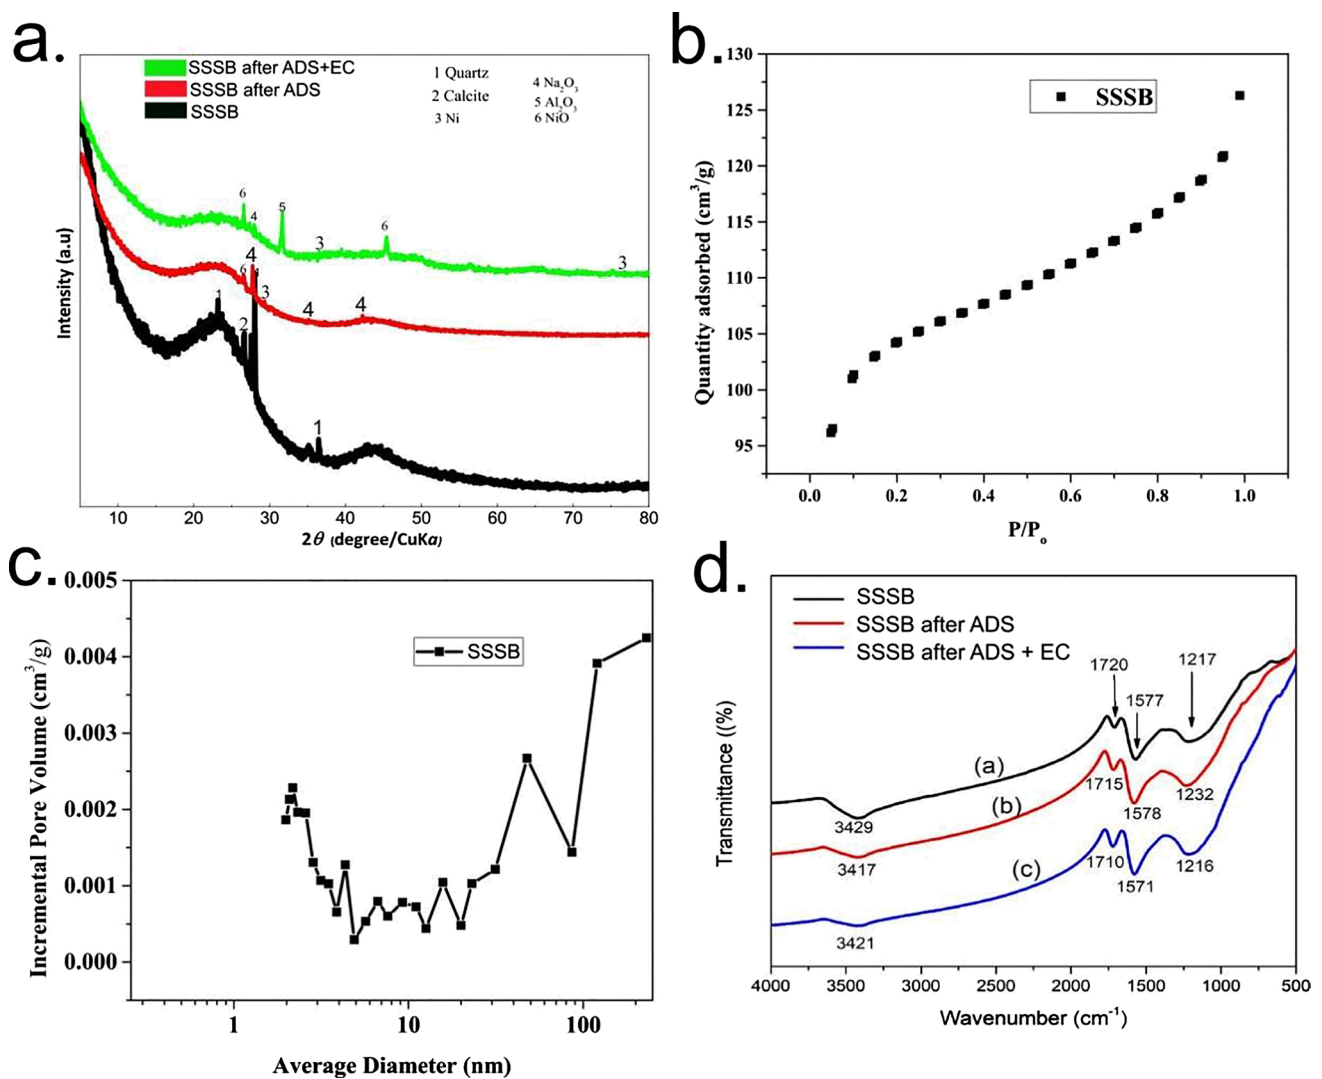 a.
SSSB after ADS+EC
SSSB after ADS
SSSB
1 Quartz
2 Calcite
3 Ni
4 Na₂O₃
5 Al₂O₃
6 NiO
6
4
5
3
6
3
6
4
3
4
4
1
2
1
1
Intensity (a.u)
10 20 30 40 50 60 70 80
2θ (degree/CuKα)
b.
130
125
120
115
110
105
100
95
SSSB
Quantity adsorbed (cm³/g)
0.0 0.2 0.4 0.6 0.8 1.0
P/Pₒ
c.
0.005
0.004
0.003
0.002
0.001
0.000
SSSB
Incremental Pore Volume (cm³/g)
1 10 100
Average Diameter (nm)
d.
SSSB
SSSB after ADS
SSSB after ADS + EC
1720
1217
1577
(a)
1715
1232
(b)
1578
3429
3417
(c)
1710
1216
1571
3421
Transmittance ((%)
4000 3500 3000 2500 2000 1500 1000 500
Wavenumber (cm⁻¹)